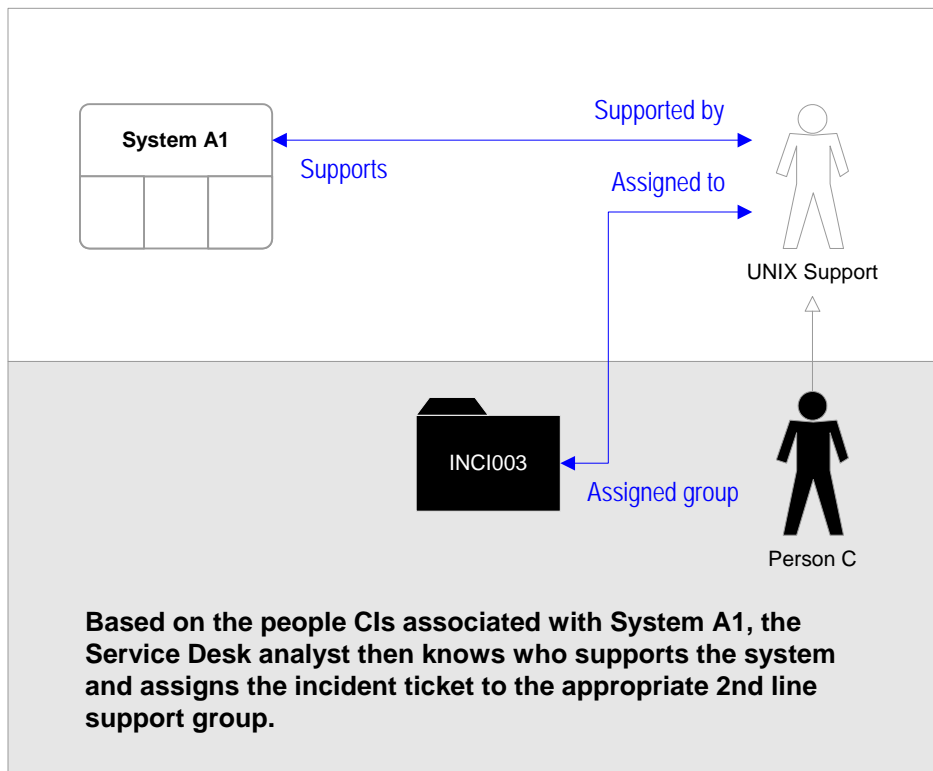 System A1
Supported by
Supports
Assigned to
UNIX Support
INCI003
Assigned group
Person C
Based on the people CIs associated with System A1, the
Service Desk analyst then knows who supports the system
and assigns the incident ticket to the appropriate 2nd line
support group.